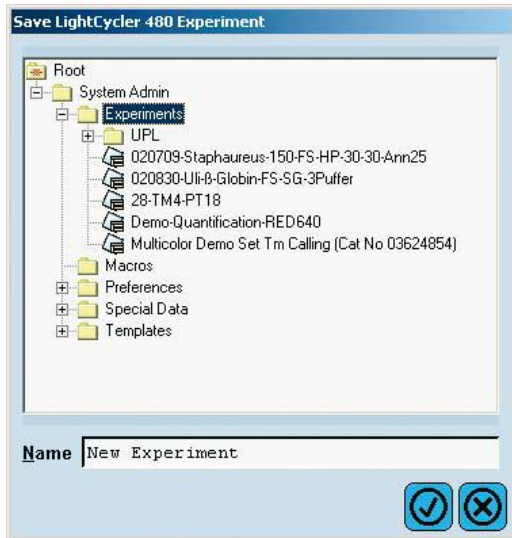 Save LightCycler 480 Experiment
Root
System Admin
Experiments
UPL
020709-Staphaureus-150-FS-HP-30-30-Ann25
020830-Uli-ß-Globin-FS-SG-3Puffer
28-TM4-PT18
Demo-Quantification-RED640
Multicolor Demo Set Tm Calling (Cat No 03624854)
Macros
Preferences
Special Data
Templates
Name New Experiment